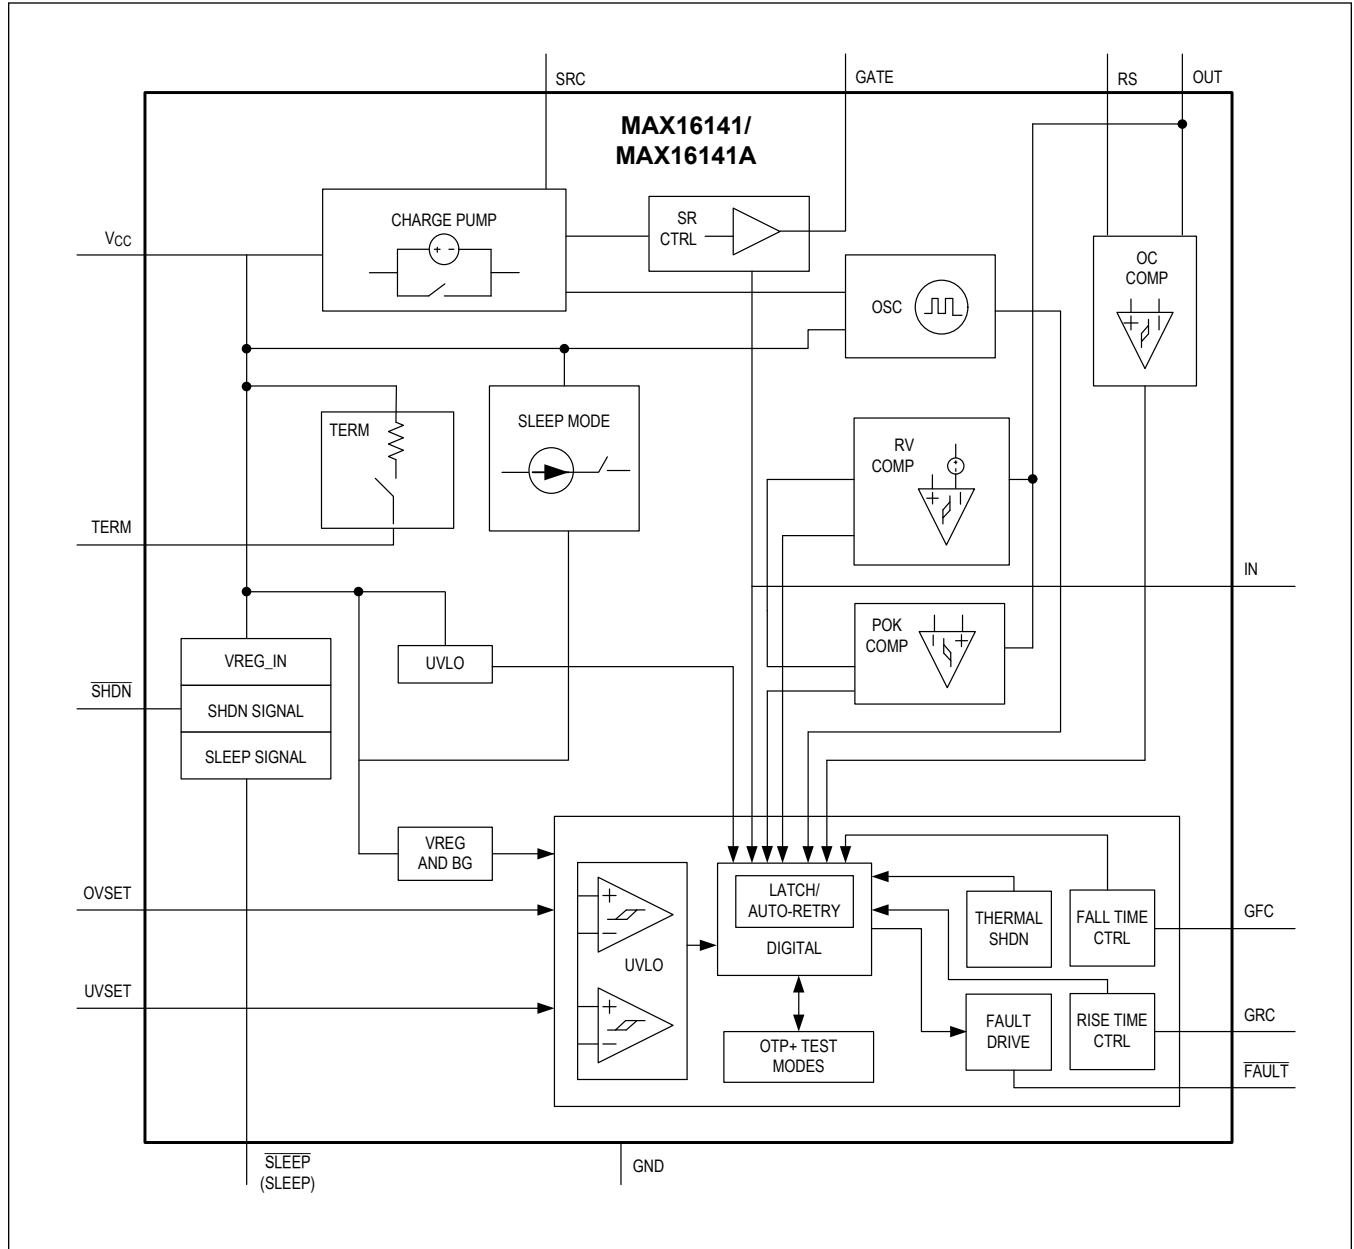 SRC
GATE
RS
OUT
MAX16141/
MAX16141A
VCC
CHARGE PUMP
+ -
SR
CTRL
OC
COMP
+ -
OSC
TERM
SLEEP MODE
RV
COMP
+ -
TERM
IN
POK
COMP
- +
VREG_IN
UVLO
SHDN
SHDN SIGNAL
SLEEP SIGNAL
VREG
AND BG
OVSET
+
-
LATCH/
AUTO-RETRY
DIGITAL
THERMAL
SHDN
FALL TIME
CTRL
GFC
UVLO
UVSET
+
-
OTP+ TEST
MODES
FAULT
DRIVE
RISE TIME
CTRL
GRC
FAULT
SLEEP
(SLEEP)
GND